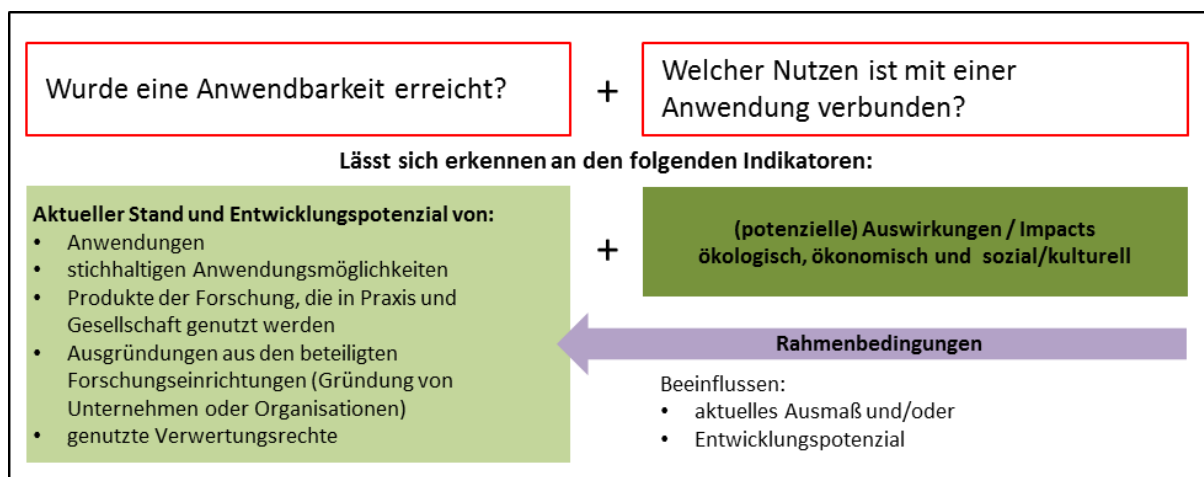 Wurde eine Anwendbarkeit erreicht?
+
Welcher Nutzen ist mit einer
Anwendung verbunden?
Lässt sich erkennen an den folgenden Indikatoren:
Aktueller Stand und Entwicklungspotenzial von:
• Anwendungen
• stichhaltigen Anwendungsmöglichkeiten
• Produkte der Forschung, die in Praxis und
Gesellschaft genutzt werden
• Ausgründungen aus den beteiligten
Forschungseinrichtungen (Gründung von
Unternehmen oder Organisationen)
• genutzte Verwertungsrechte
+
(potenzielle) Auswirkungen / Impacts
ökologisch, ökonomisch und sozial/kulturell
Rahmenbedingungen
Beeinflussen:
• aktuelles Ausmaß und/oder
• Entwicklungspotenzial